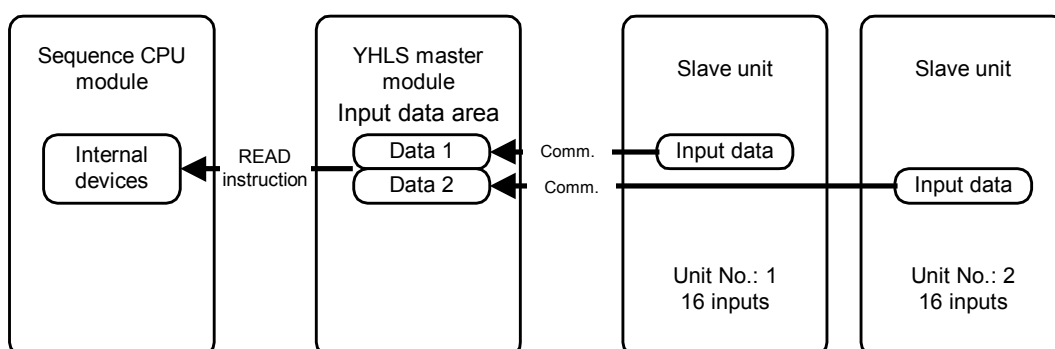 Sequence CPU
module
Internal
devices
READ
instruction
YHLS master
module
Input data area
Data 1
Data 2
Comm.
Comm.
Slave unit
Input data
Unit No.: 1
16 inputs
Slave unit
Input data
Unit No.: 2
16 inputs